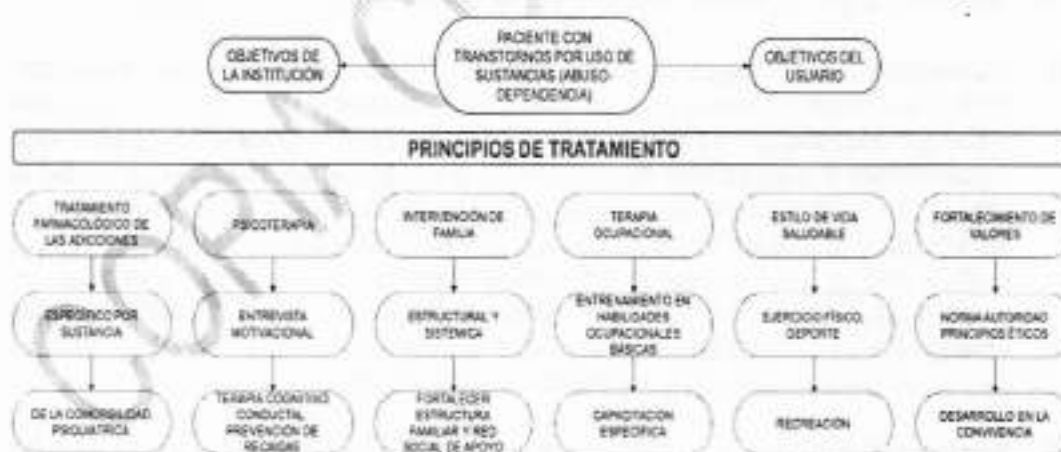 OBJETIVOS DE
LA INSTITUCIÓN
PACIENTE CON
TRANSTORNOS POR USO DE
SUSTANCIAS (ABUSO-
DEPENDENCIA)
OBJETIVOS DEL
USUARIO
PRINCIPIOS DE TRATAMIENTO
TRATAMIENTO
FARMACOLÓGICO DE
LAS ADICCIONES
PSICOTERAPIA
INTERVENCIÓN DE
FAMILIA
TERAPIA
OCUPACIONAL
ESTILO DE VIDA
SALUDABLE
FORTALECIMIENTO DE
VALORES
ESPECÍFICO POR
SUSTANCIA
ENTREVISTA
MOTIVACIONAL
ESTRUCTURAL Y
SISTÉMICA
ENTRENAMIENTO EN
HABILIDADES
OCUPACIONALES
BÁSICAS
EJERCICIO FÍSICO,
DEPORTE
NORMA-AUTORIDAD
PRINCIPIOS ÉTICOS
DE LA COMORBILIDAD
PSIQUIATRICA
TERAPIA COGNITIVO
CONDUCTAL
PREVENCIÓN DE
RECAÍDAS
FORTALECER
ESTRUCTURA
FAMILIAR Y RED
SOCIAL DE APOYO
CAPACITACIÓN
ESPECÍFICA
RECREACIÓN
DESARROLLO EN LA
CONVIVENCIA
COPIA